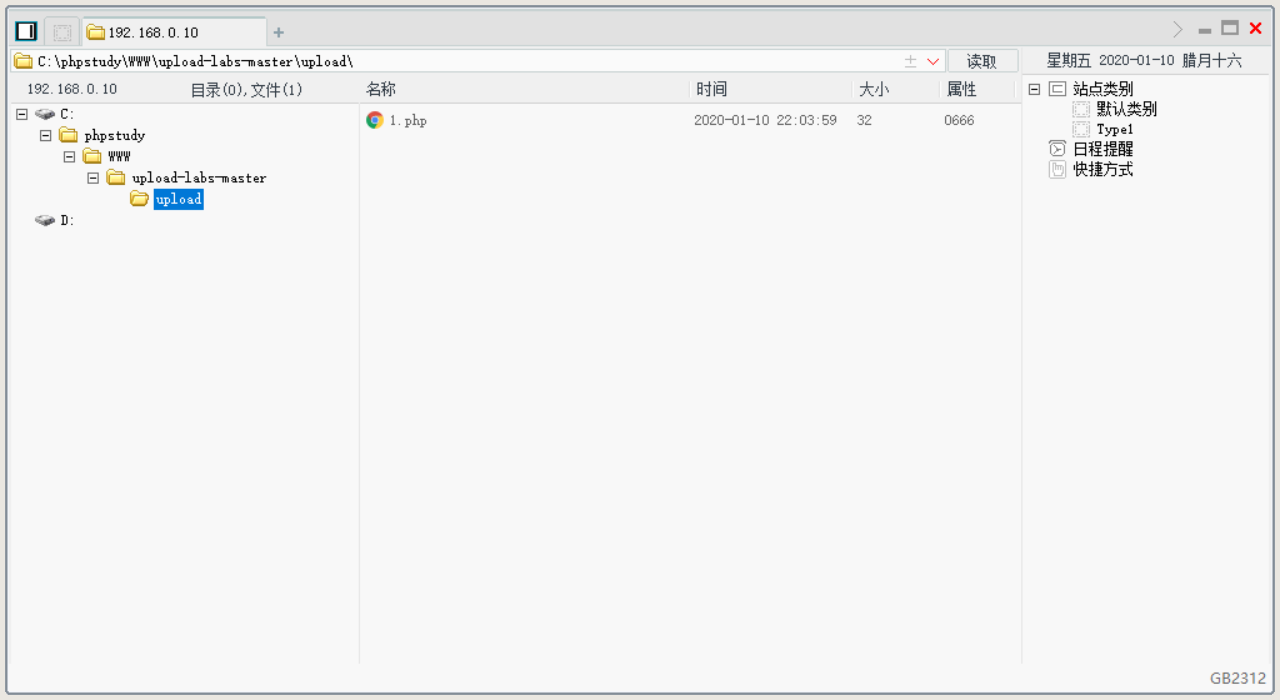 192.168.0.10
C:\phpstudy\WWW\upload-labs-master\upload\
读取
星期五 2020-01-10 腊月十六
192.168.0.10 目录(0),文件(1)
名称 时间 大小 属性
C:
phpstudy
WWW
upload-labs-master
upload
D:
1.php 2020-01-10 22:03:59 32 0666
站点类别
默认类别
Type1
日程提醒
快捷方式
GB2312